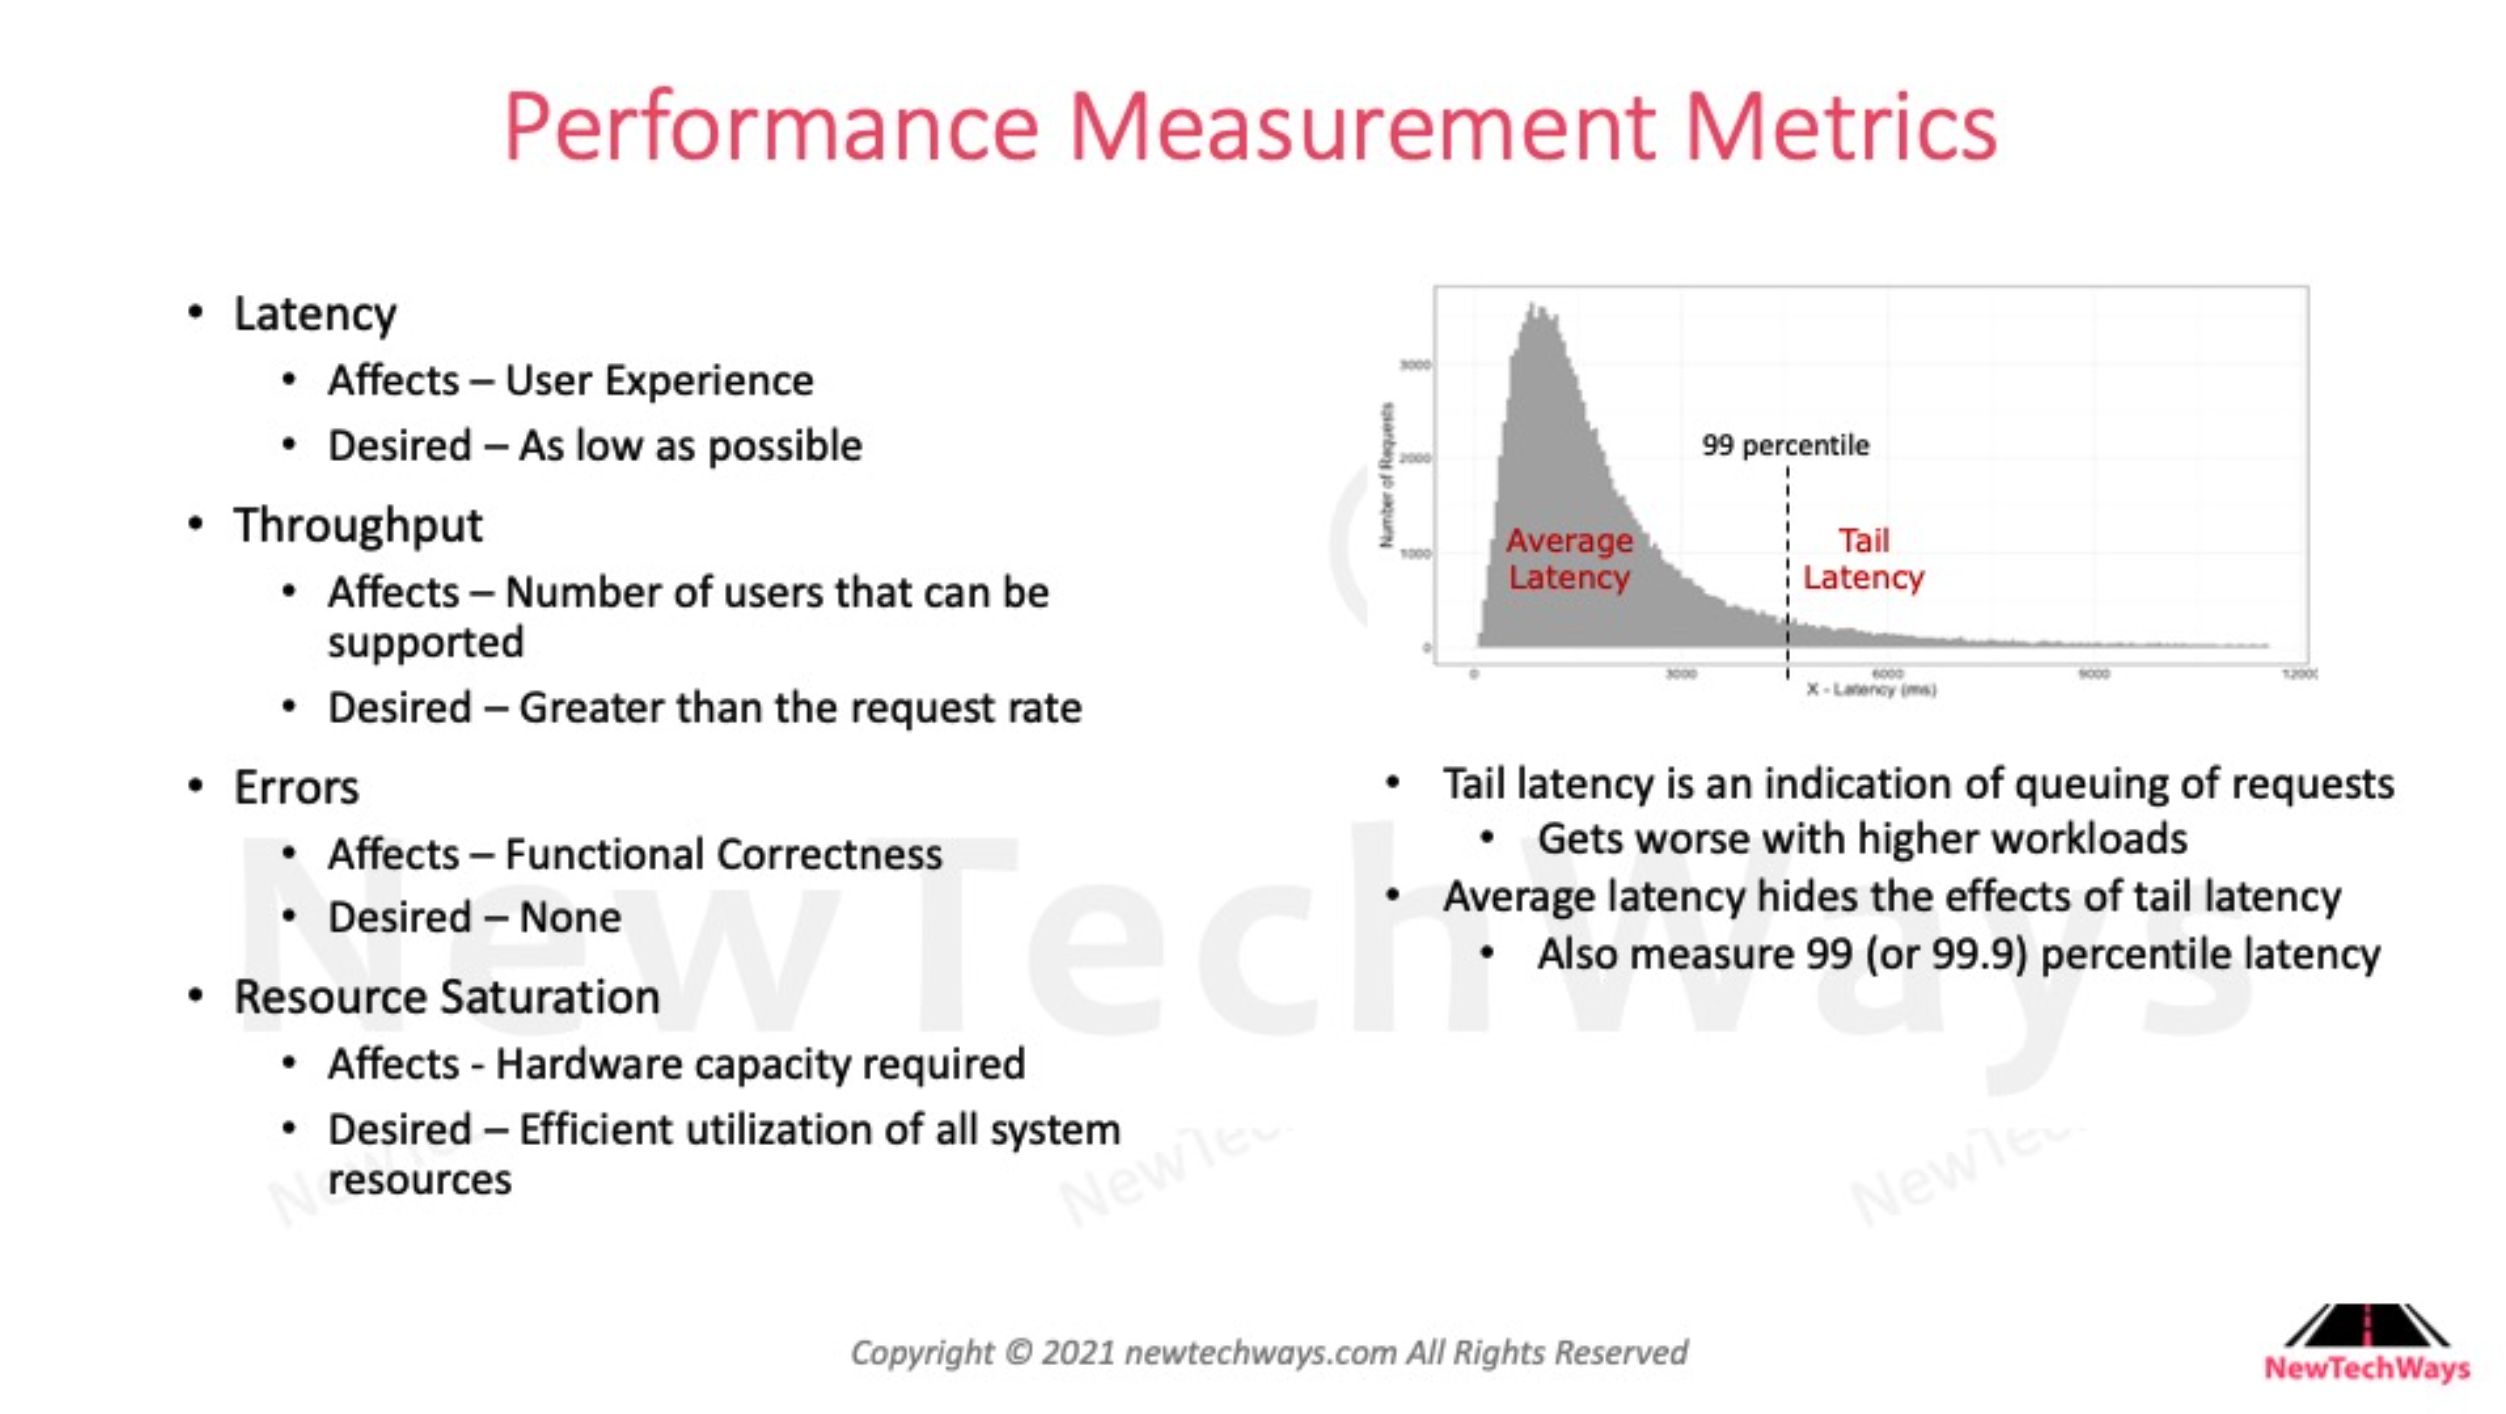 Performance Measurement Metrics
• Latency
• Affects – User Experience
• Desired – As low as possible
• Throughput
• Affects – Number of users that can be
supported
• Desired – Greater than the request rate
• Errors
• Affects – Functional Correctness
• Desired – None
• Resource Saturation
• Affects - Hardware capacity required
• Desired – Efficient utilization of all system
resources
Number of Requests
3000
2000
1000
0
99 percentile
Average
Latency
Tail
Latency
0 3000 6000 9000 12000
X - Latency (ms)
• Tail latency is an indication of queuing of requests
• Gets worse with higher workloads
• Average latency hides the effects of tail latency
• Also measure 99 (or 99.9) percentile latency
NewTechWays
Copyright © 2021 newtechways.com All Rights Reserved
NewTechWays